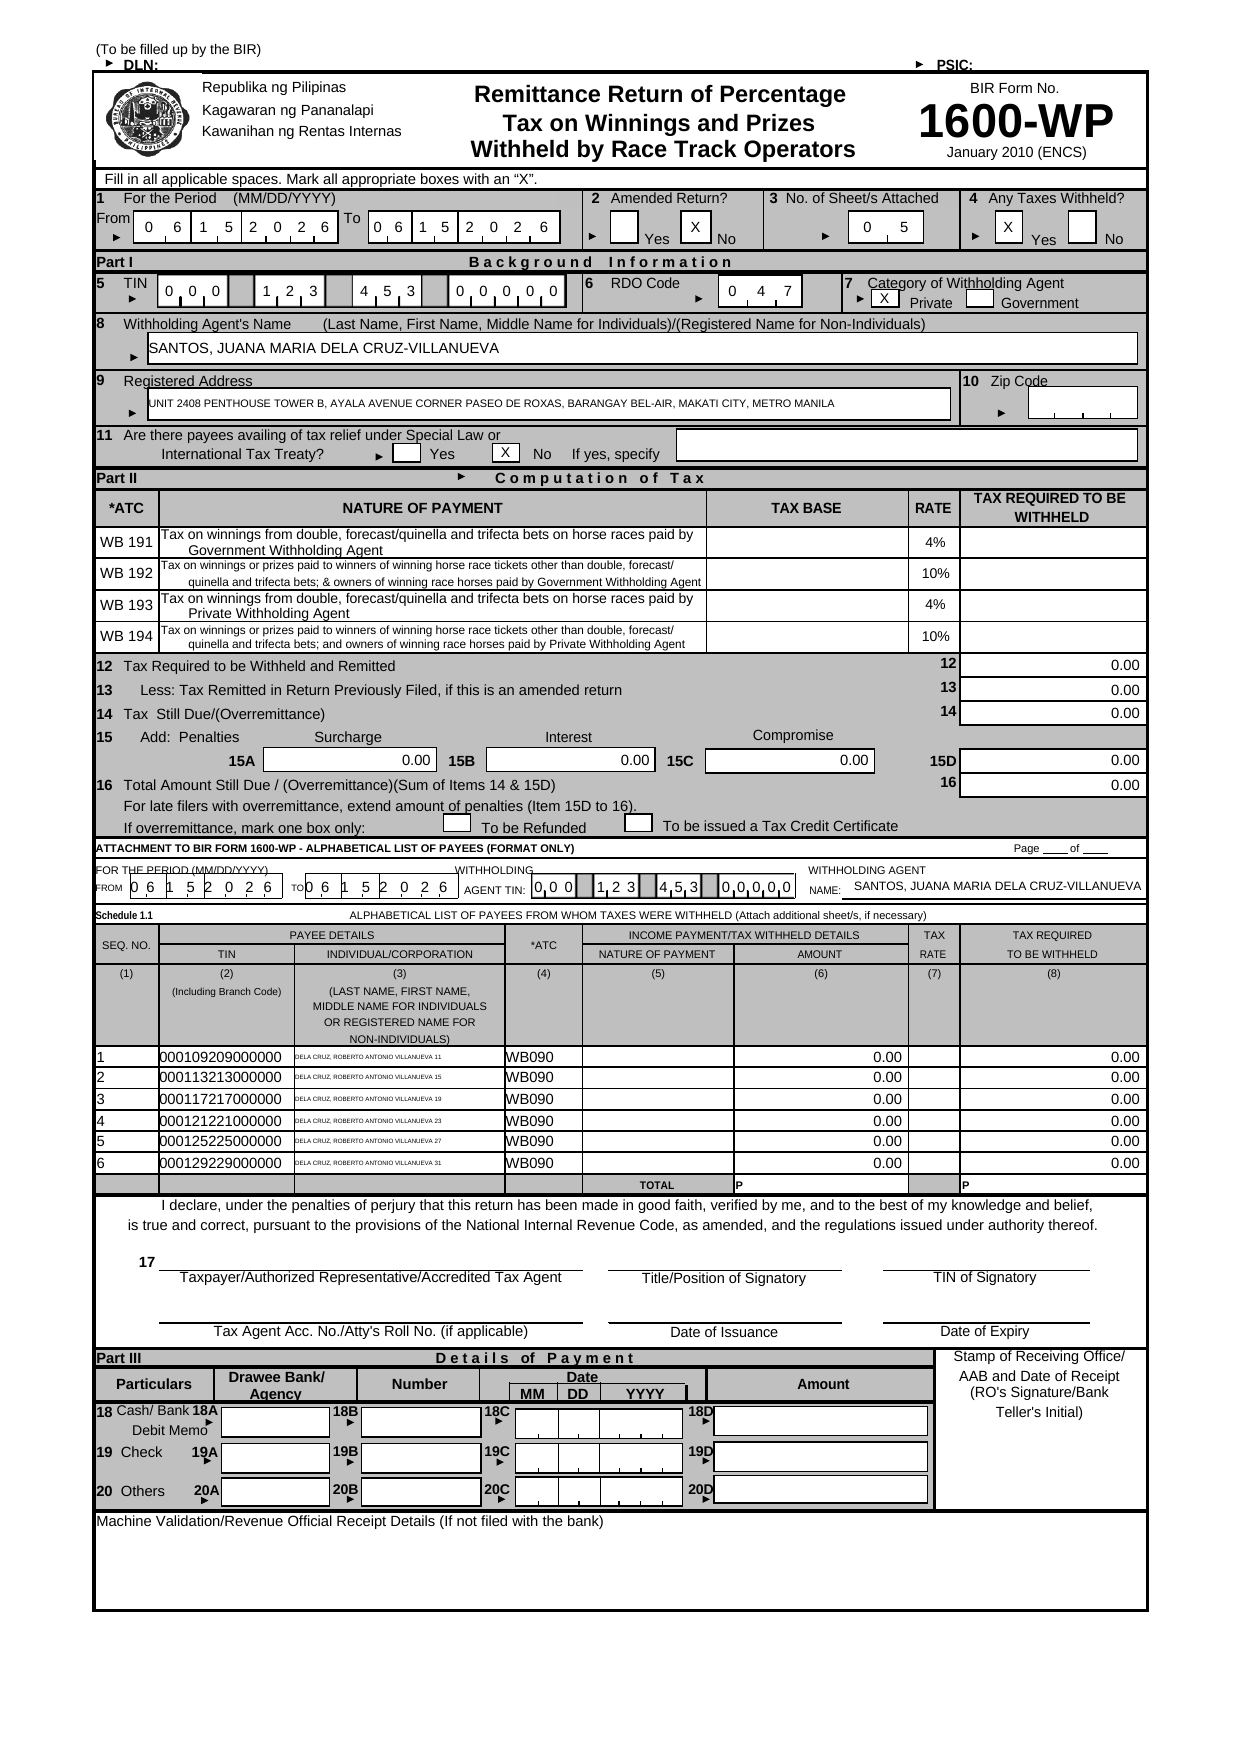 (To be filled up by the BIR)
DLN: PSIC:
Republika ng Pilipinas
Kagawaran ng Pananalapi
Kawanihan ng Rentas Internas
Remittance Return of Percentage
Tax on Winnings and Prizes
Withheld by Race Track Operators
BIR Form No.
1600-WP
January 2010 (ENCS)
Fill in all applicable spaces. Mark all appropriate boxes with an “X”.
1 For the Period (MM/DD/YYYY) 2 Amended Return? 3 No. of Sheet/s Attached 4 Any Taxes Withheld?
From 0 6 1 5 2 0 2 6 To 0 6 1 5 2 0 2 6 Yes X No 0 5 X Yes No
Part I Background Information
5 TIN 0 0 0 1 2 3 4 5 3 0 0 0 0 0 6 RDO Code 0 4 7 7 Category of Withholding Agent
X Private Government
8 Withholding Agent's Name (Last Name, First Name, Middle Name for Individuals)/(Registered Name for Non-Individuals)
SANTOS, JUANA MARIA DELA CRUZ-VILLANUEVA
9 Registered Address 10 Zip Code
UNIT 2408 PENTHOUSE TOWER B, AYALA AVENUE CORNER PASEO DE ROXAS, BARANGAY BEL-AIR, MAKATI CITY, METRO MANILA
11 Are there payees availing of tax relief under Special Law or
International Tax Treaty? Yes X No If yes, specify
Part II Computation of Tax
*ATC NATURE OF PAYMENT TAX BASE RATE TAX REQUIRED TO BE WITHHELD
WB 191 Tax on winnings from double, forecast/quinella and trifecta bets on horse races paid by
Government Withholding Agent 4%
WB 192 Tax on winnings or prizes paid to winners of winning horse race tickets other than double, forecast/
quinella and trifecta bets; & owners of winning race horses paid by Government Withholding Agent 10%
WB 193 Tax on winnings from double, forecast/quinella and trifecta bets on horse races paid by
Private Withholding Agent 4%
WB 194 Tax on winnings or prizes paid to winners of winning horse race tickets other than double, forecast/
quinella and trifecta bets; and owners of winning race horses paid by Private Withholding Agent 10%
12 Tax Required to be Withheld and Remitted 12 0.00
13 Less: Tax Remitted in Return Previously Filed, if this is an amended return 13 0.00
14 Tax Still Due/(Overremittance) 14 0.00
15 Add: Penalties Surcharge Interest Compromise
15A 0.00 15B 0.00 15C 0.00 15D 0.00
16 Total Amount Still Due / (Overremittance)(Sum of Items 14 & 15D) 16 0.00
For late filers with overremittance, extend amount of penalties (Item 15D to 16).
If overremittance, mark one box only: To be Refunded To be issued a Tax Credit Certificate
ATTACHMENT TO BIR FORM 1600-WP - ALPHABETICAL LIST OF PAYEES (FORMAT ONLY) Page ____ of ____
FOR THE PERIOD (MM/DD/YYYY) WITHHOLDING WITHHOLDING AGENT
FROM 0 6 1 5 2 0 2 6 TO 0 6 1 5 2 0 2 6 AGENT TIN: 0 0 0 1 2 3 4 5 3 0 0 0 0 0 NAME: SANTOS, JUANA MARIA DELA CRUZ-VILLANUEVA
Schedule 1.1 ALPHABETICAL LIST OF PAYEES FROM WHOM TAXES WERE WITHHELD (Attach additional sheet/s, if necessary)
SEQ. NO. PAYEE DETAILS *ATC INCOME PAYMENT/TAX WITHHELD DETAILS TAX TAX REQUIRED
TIN INDIVIDUAL/CORPORATION NATURE OF PAYMENT AMOUNT RATE TO BE WITHHELD
(1) (2) (3) (4) (5) (6) (7) (8)
(Including Branch Code) (LAST NAME, FIRST NAME,
MIDDLE NAME FOR INDIVIDUALS
OR REGISTERED NAME FOR
NON-INDIVIDUALS)
1 000109209000000 DELA CRUZ, ROBERTO ANTONIO VILLANUEVA 11 WB090 0.00 0.00
2 000113213000000 DELA CRUZ, ROBERTO ANTONIO VILLANUEVA 15 WB090 0.00 0.00
3 000117217000000 DELA CRUZ, ROBERTO ANTONIO VILLANUEVA 19 WB090 0.00 0.00
4 000121221000000 DELA CRUZ, ROBERTO ANTONIO VILLANUEVA 23 WB090 0.00 0.00
5 000125225000000 DELA CRUZ, ROBERTO ANTONIO VILLANUEVA 27 WB090 0.00 0.00
6 000129229000000 DELA CRUZ, ROBERTO ANTONIO VILLANUEVA 31 WB090 0.00 0.00
TOTAL P P
I declare, under the penalties of perjury that this return has been made in good faith, verified by me, and to the best of my knowledge and belief,
is true and correct, pursuant to the provisions of the National Internal Revenue Code, as amended, and the regulations issued under authority thereof.
17
Taxpayer/Authorized Representative/Accredited Tax Agent Title/Position of Signatory TIN of Signatory
Tax Agent Acc. No./Atty's Roll No. (if applicable) Date of Issuance Date of Expiry
Part III Details of Payment
Particulars Drawee Bank/ Agency Number Date MM DD YYYY Amount
Stamp of Receiving Office/
AAB and Date of Receipt
(RO's Signature/Bank
Teller's Initial)
18 Cash/ Bank 18A 18B 18C 18D
Debit Memo
19 Check 19A 19B 19C 19D
20 Others 20A 20B 20C 20D
Machine Validation/Revenue Official Receipt Details (If not filed with the bank)